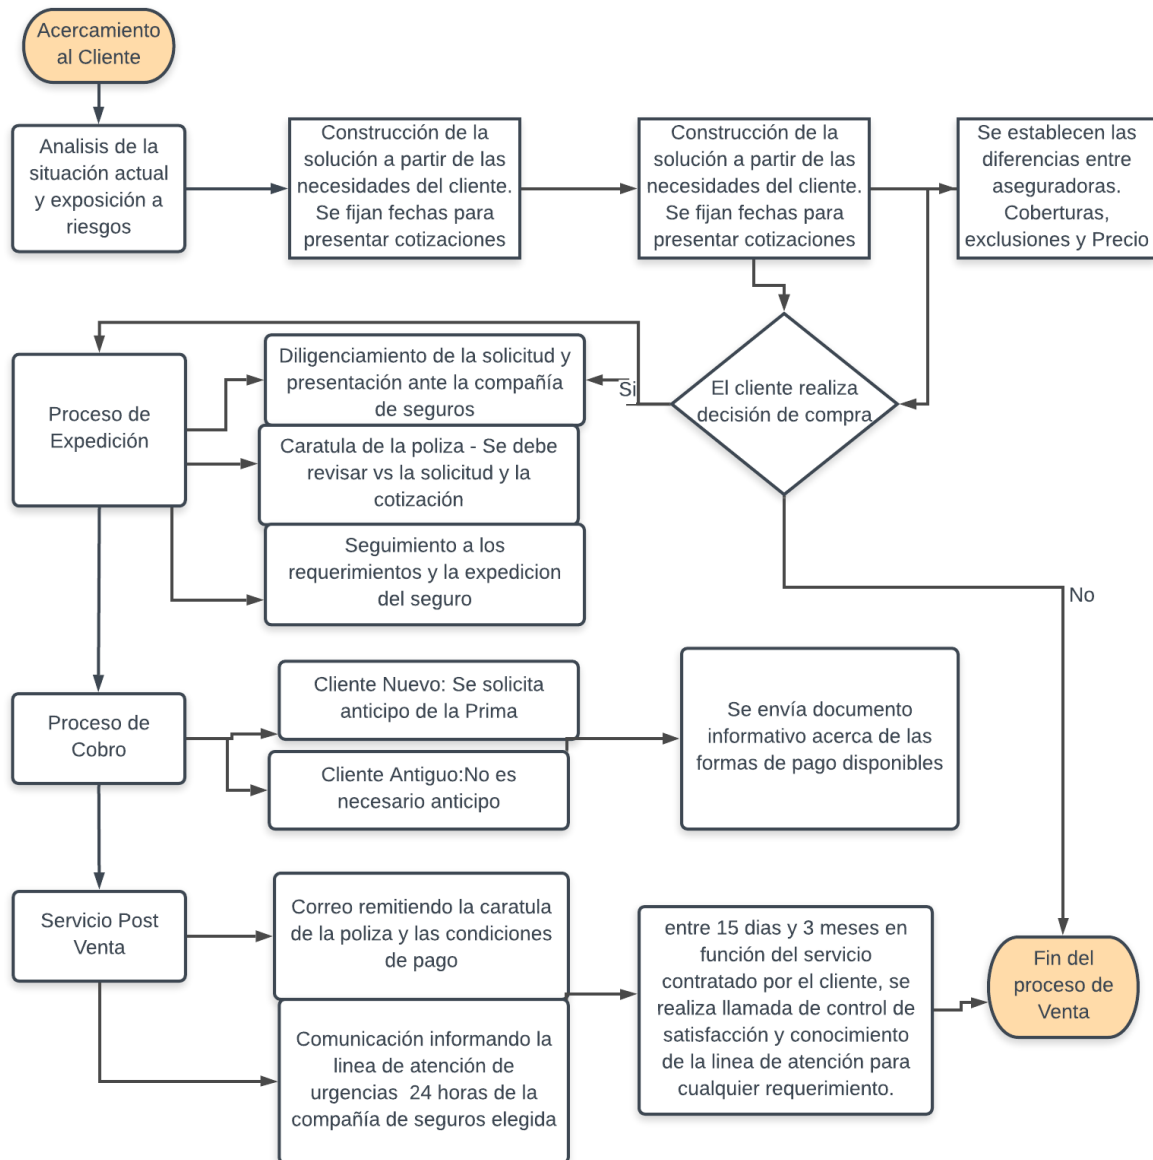 Acercamiento
al Cliente
Analisis de la
situación actual
y exposición a
riesgos
Construcción de la
solución a partir de las
necesidades del cliente.
Se fijan fechas para
presentar cotizaciones
Construcción de la
solución a partir de las
necesidades del cliente.
Se fijan fechas para
presentar cotizaciones
Se establecen las
diferencias entre
aseguradoras.
Coberturas,
exclusiones y Precio
El cliente realiza
decisión de compra
Si
No
Proceso de
Expedición
Diligenciamiento de la solicitud y
presentación ante la compañía
de seguros
Caratula de la poliza - Se debe
revisar vs la solicitud y la
cotización
Seguimiento a los
requerimientos y la expedicion
del seguro
Proceso de
Cobro
Cliente Nuevo: Se solicita
anticipo de la Prima
Cliente Antiguo:No es
necesario anticipo
Se envía documento
informativo acerca de las
formas de pago disponibles
Servicio Post
Venta
Correo remitiendo la caratula
de la poliza y las condiciones
de pago
Comunicación informando la
linea de atención de
urgencias  24 horas de la
compañía de seguros elegida
entre 15 dias y 3 meses en
función del servicio
contratado por el cliente, se
realiza llamada de control de
satisfacción y conocimiento
de la linea de atención para
cualquier requerimiento.
Fin del
proceso de
Venta